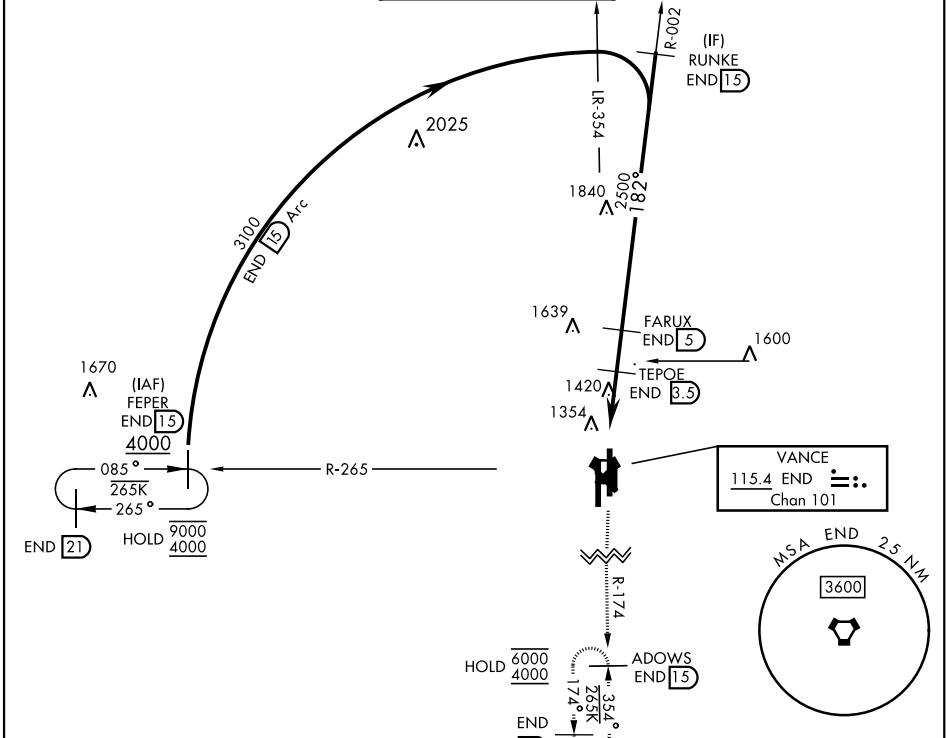 R-002
(IF)
RUNKE
END 15
LR-354
2025
1840
2500
182°
3100
END 15 Arc
1639
FARUX
END 5
1600
TEPOE
END 3.5
1420
1354
1670
(IAF)
FEPER
END 15
4000
085°
265K
265°
R-265
END 21
HOLD 9000
4000
VANCE
115.4 END
Chan 101
MSA END 25 NM
3600
R-174
HOLD 6000
4000
ADOWS
END 15
174°
265K
354°
END